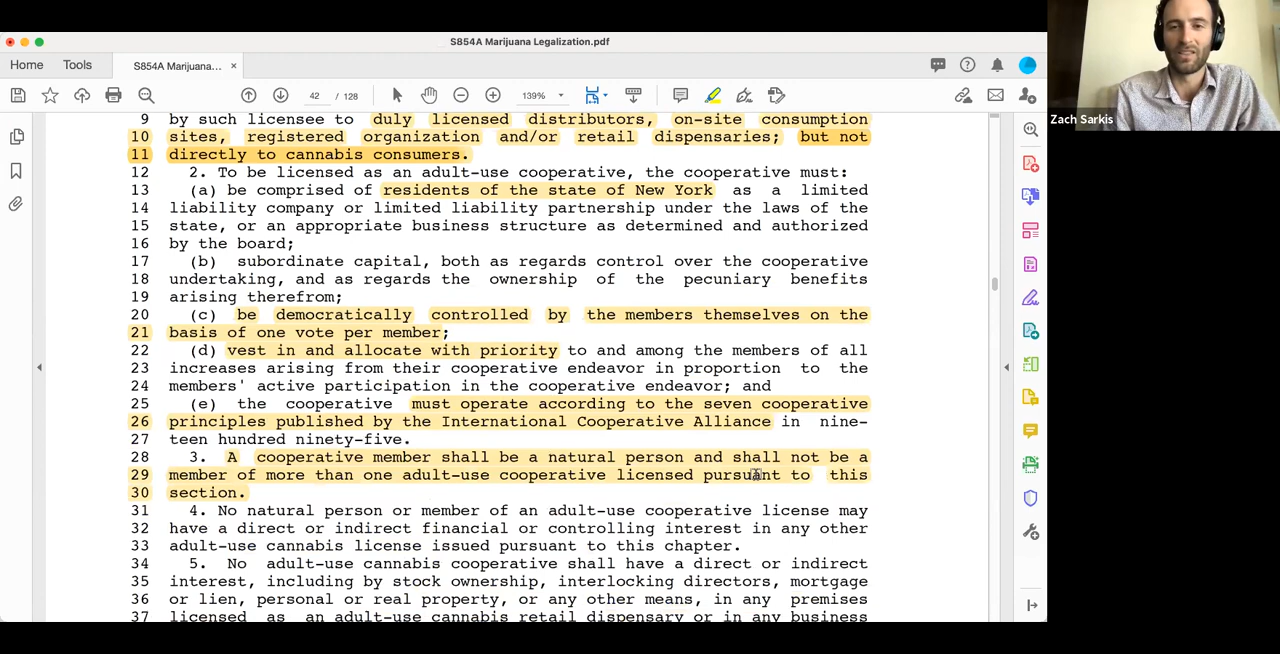 S854A Marijuana Legalization.pdf
Home Tools S854A Marijuana... ×
42 / 128 139%
9 by such licensee to duly licensed distributors, on-site consumption
10 sites, registered organization and/or retail dispensaries; but not
11 directly to cannabis consumers.
12 2. To be licensed as an adult-use cooperative, the cooperative must:
13 (a) be comprised of residents of the state of New York as a limited
14 liability company or limited liability partnership under the laws of the
15 state, or an appropriate business structure as determined and authorized
16 by the board;
17 (b) subordinate capital, both as regards control over the cooperative
18 undertaking, and as regards the ownership of the pecuniary benefits
19 arising therefrom;
20 (c) be democratically controlled by the members themselves on the
21 basis of one vote per member;
22 (d) vest in and allocate with priority to and among the members of all
23 increases arising from their cooperative endeavor in proportion to the
24 members' active participation in the cooperative endeavor; and
25 (e) the cooperative must operate according to the seven cooperative
26 principles published by the International Cooperative Alliance in nine-
27 teen hundred ninety-five.
28 3. A cooperative member shall be a natural person and shall not be a
29 member of more than one adult-use cooperative licensed pursuant to this
30 section.
31 4. No natural person or member of an adult-use cooperative license may
32 have a direct or indirect financial or controlling interest in any other
33 adult-use cannabis license issued pursuant to this chapter.
34 5. No adult-use cannabis cooperative shall have a direct or indirect
35 interest, including by stock ownership, interlocking directors, mortgage
36 or lien, personal or real property, or any other means, in any premises
37 licensed as an adult-use cannabis retail dispensary or in any business
Zach Sarkis